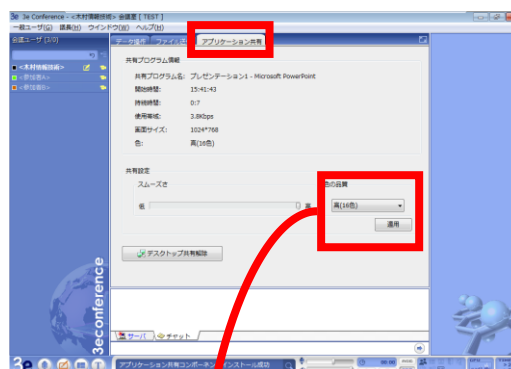 3e 3e Conference - <木村情報技術> 会議室 [ TEST ]
一般ユーザ(G) 議長(H) ウインドウ(B) ヘルプ(H)
会議ユーザ [3/0]
データ操作 ファイル アプリケーション共有
<木村情報技術>
<参加者A>
<参加者B>
共有プログラム情報
共有プログラム名: プレゼンテーション1 - Microsoft PowerPoint
開始時間: 15:41:43
持続時間: 0:7
使用帯域: 3.8Kbps
画面サイズ: 1024*768
色: 高(16色)
共有設定
スムーズさ
色の品質
低 高
高(16色)
適用
デスクトップ共有解除
3econference
サーバ チャット
3e
アプリケーション共有コンポーネント インストール成功
00:00